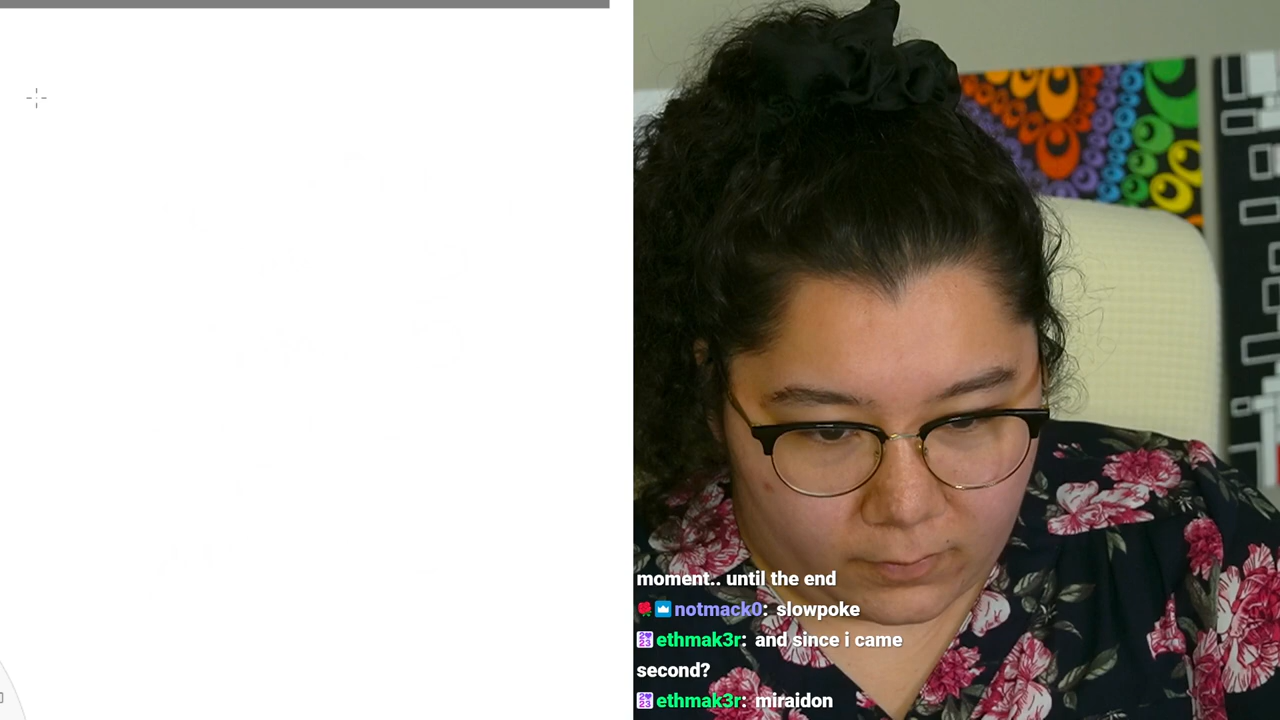 moment.. until the end
notmack0: slowpoke
ethmak3r: and since i came
second?
ethmak3r: miraidon